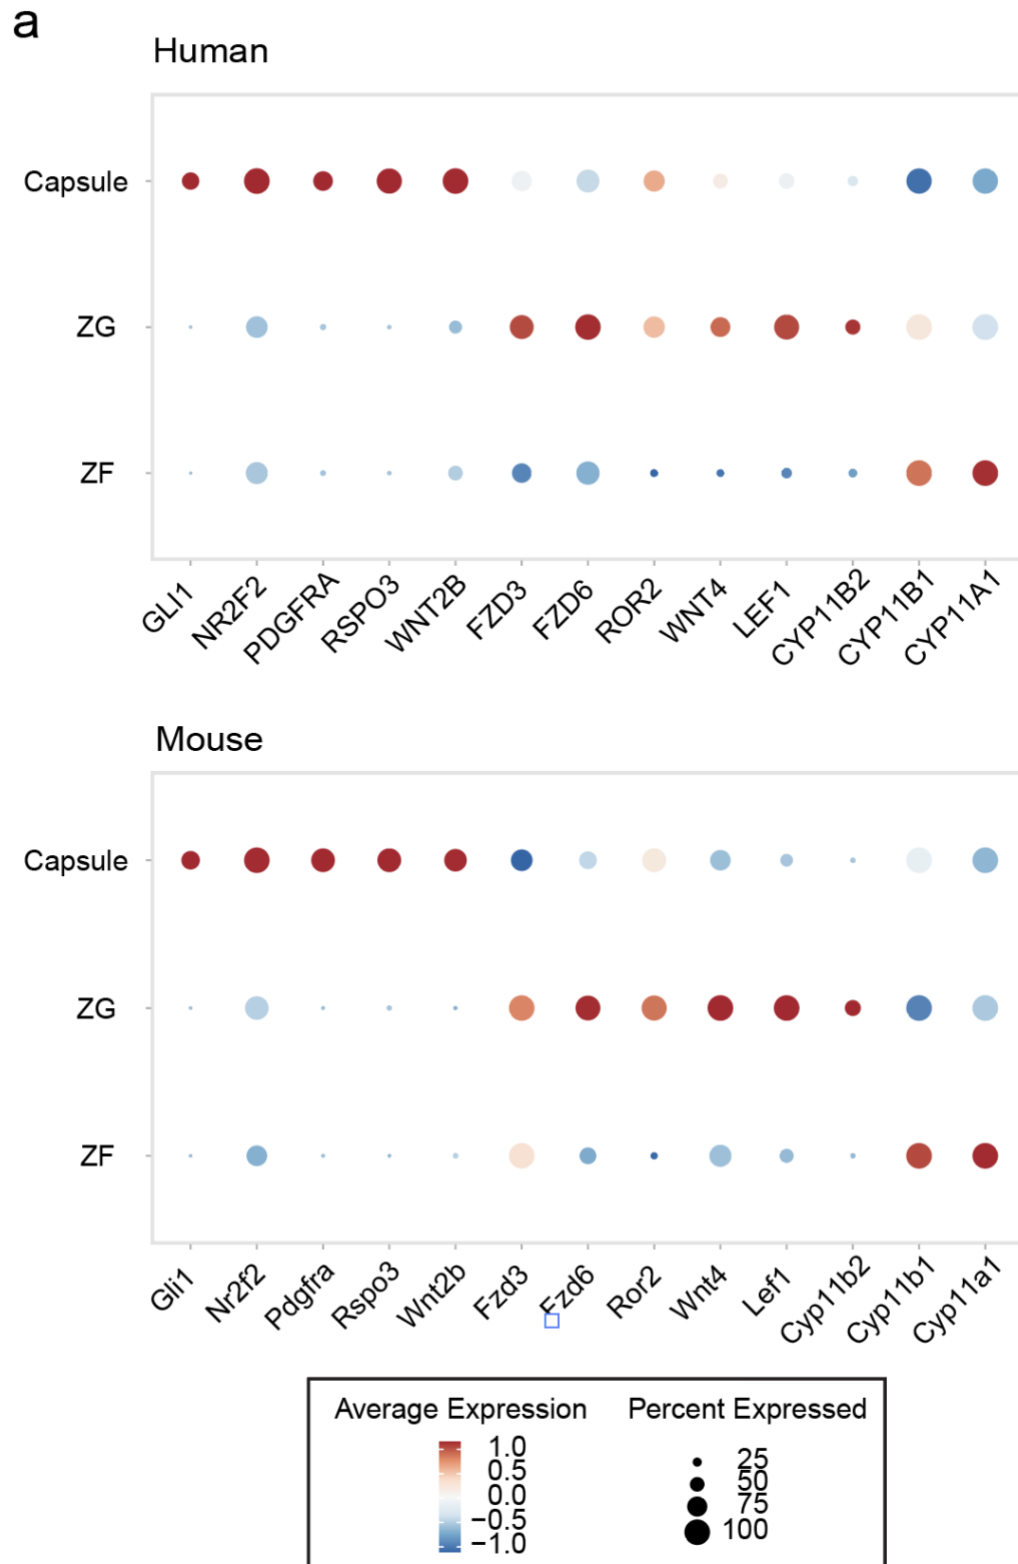 a
Human
Capsule
ZG
ZF
GLI1 NR2F2 PDGFRA RSPO3 WNT2B FZD3 FZD6 ROR2 WNT4 LEF1 CYP11B2 CYP11B1 CYP11A1
Mouse
Capsule
ZG
ZF
Gli1 Nr2f2 Pdgfra Rspo3 Wnt2b Fzd3 Fzd6 Ror2 Wnt4 Lef1 Cyp11b2 Cyp11b1 Cyp11a1
Average Expression Percent Expressed
1.0 25
0.5 50
0.0 75
−0.5 100
−1.0